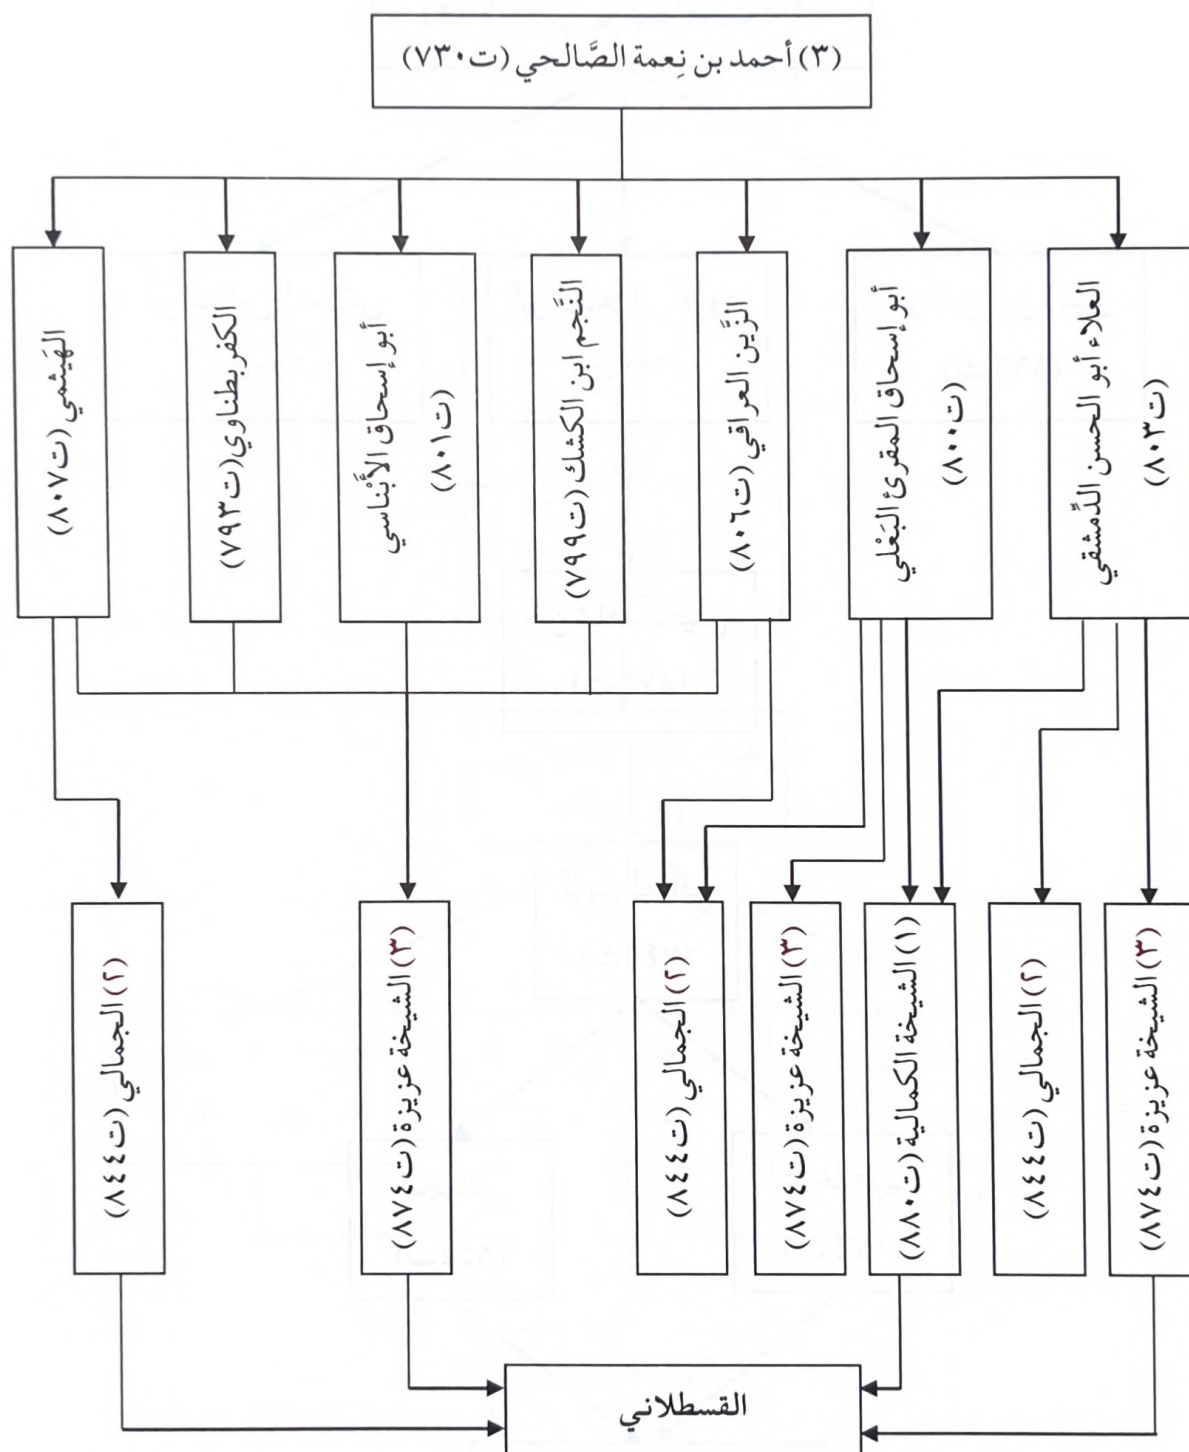 (٣) أحمد بن نِعمة الصَّالحي (ت٧٣٠)
العلاء أبو الحسن الدِّمشقي
(ت٨٠٣)
أبو إسحاق المقرئ البَعْلي
(ت٨٠٠)
الزَّين العراقي (ت٨٠٦)
النَّجم ابن الكشك (ت٧٩٩)
أبو إسحاق الأَبْناسي
(ت٨٠١)
الكفربطناوي (ت٧٩٣)
الهَيثمي (ت٨٠٧)
(٣) الشيخة عزيزة (ت٨٧٤)
(٢) الجمالي (ت٨٤٤)
(١) الشيخة الكمالية (ت٨٨٠)
(٣) الشيخة عزيزة (ت٨٧٤)
(٢) الجمالي (ت٨٤٤)
(٣) الشيخة عزيزة (ت٨٧٤)
(٢) الجمالي (ت٨٤٤)
القسطلاني